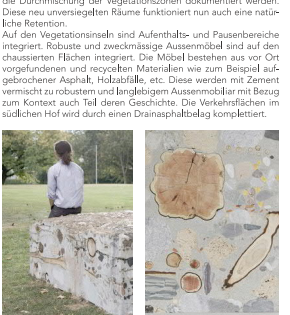 die Durchmischung der Vegetationszonen dokumentiert werden.
Diese neu unversiegelten Räume funktioniert nun auch eine natür-
liche Retention.
Auf den Vegetationsinseln sind Aufenthalts- und Pausenbereiche
integriert. Robuste und zweckmässige Aussenmöbel sind auf den
chaussierten Flächen integriert. Die Möbel bestehen aus vor Ort
vorgefundenen und recycelten Materialien wie zum Beispiel auf-
gebrochener Asphalt, Holzabfälle, etc. Diese werden mit Zement
vermischt zu robustem und langlebigem Aussenmobiliar mit Bezug
zum Kontext auch Teil deren Geschichte. Die Verkehrsflächen im
südlichen Hof wird durch einen Drainasphaltbelag komplettiert.